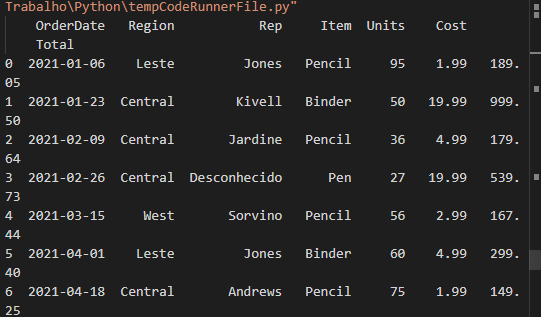 Trabalho\Python\tempCodeRunnerFile.py"
OrderDate Region Rep Item Units Cost
Total
0 2021-01-06 Leste Jones Pencil 95 1.99 189.
05
1 2021-01-23 Central Kivell Binder 50 19.99 999.
50
2 2021-02-09 Central Jardine Pencil 36 4.99 179.
64
3 2021-02-26 Central Desconhecido Pen 27 19.99 539.
73
4 2021-03-15 West Sorvino Pencil 56 2.99 167.
44
5 2021-04-01 Leste Jones Binder 60 4.99 299.
40
6 2021-04-18 Central Andrews Pencil 75 1.99 149.
25